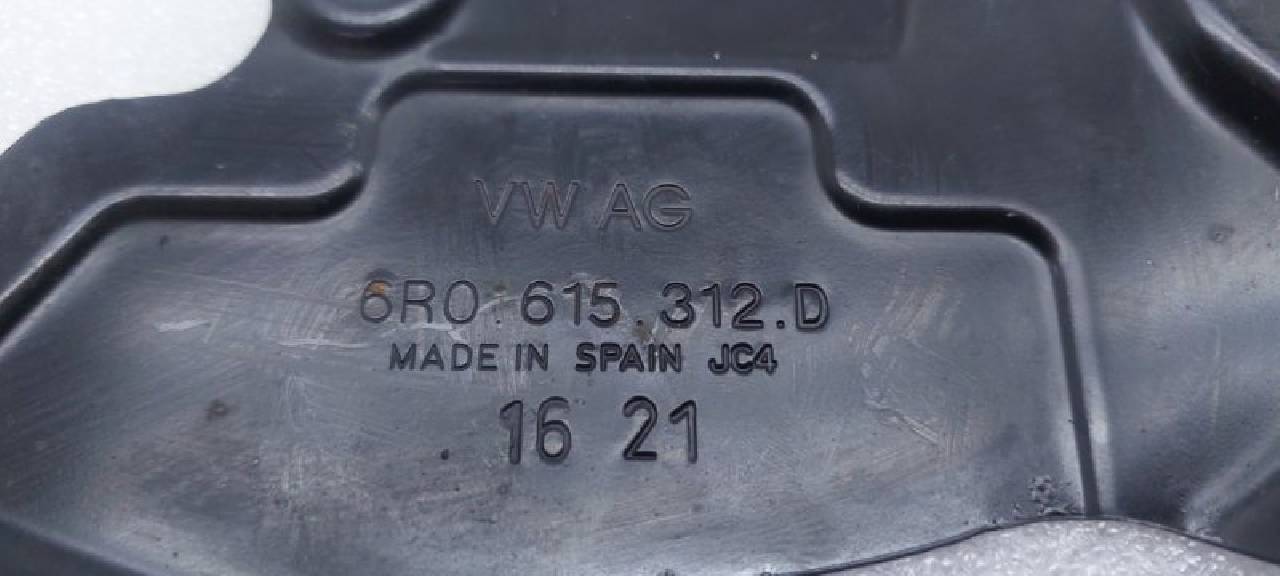 VW AG
6R0.615.312.D
MADE IN SPAIN JC4
16 21